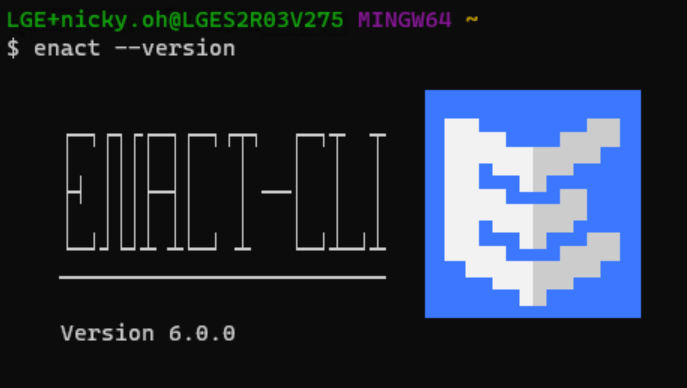 LGE+nicky.oh@LGES2R03V275 MINGW64 ~
$ enact --version
ENACT-CLI
Version 6.0.0